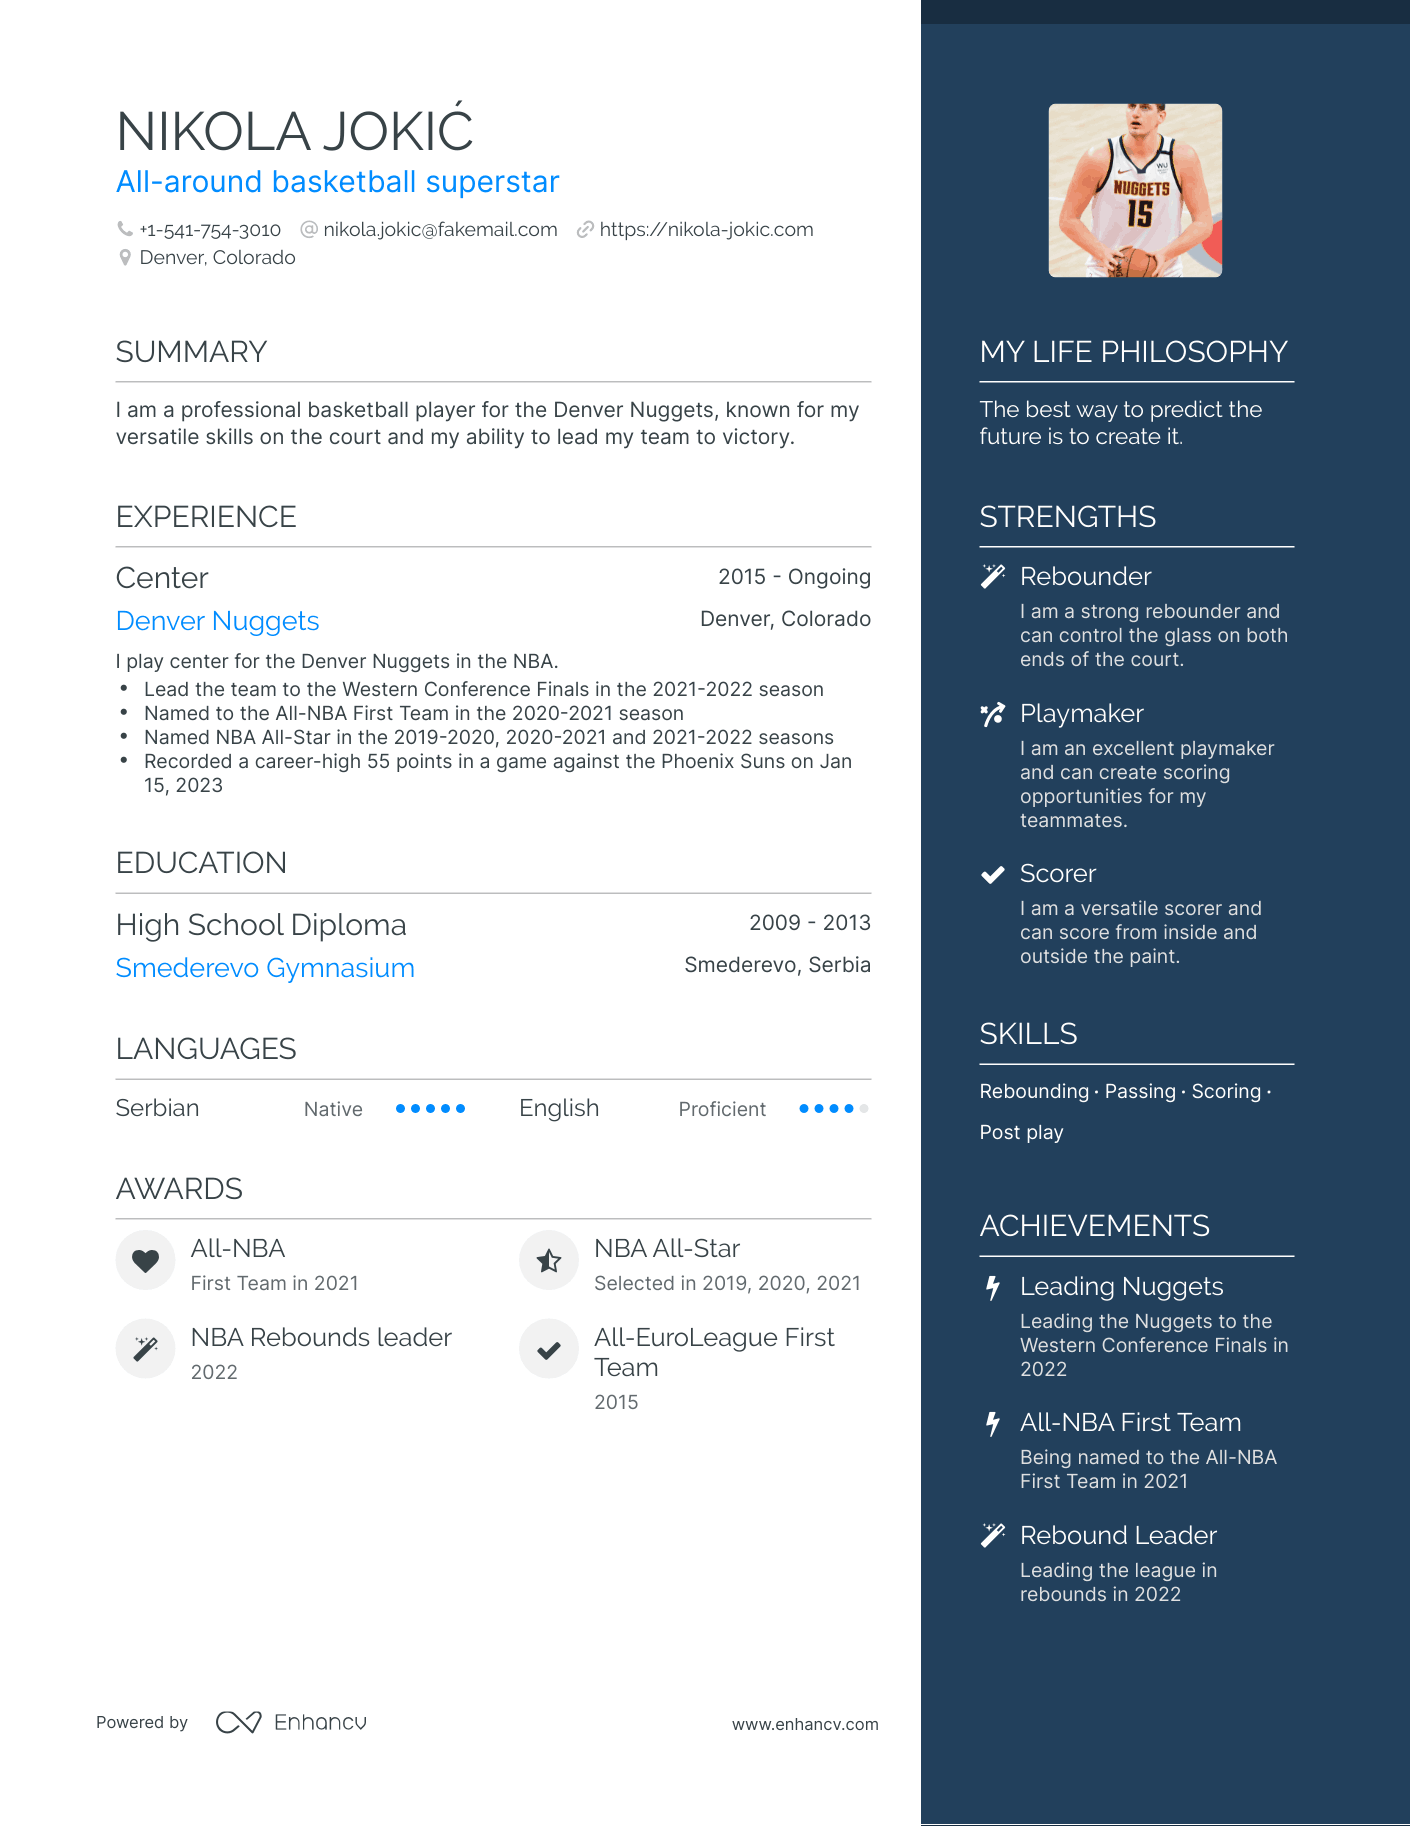 NIKOLA JOKIĆ
All-around basketball superstar
+1-541-754-3010 nikola.jokic@fakemail.com https://nikola-jokic.com
Denver, Colorado
SUMMARY
I am a professional basketball player for the Denver Nuggets, known for my
versatile skills on the court and my ability to lead my team to victory.
EXPERIENCE
Center 2015 - Ongoing
Denver Nuggets Denver, Colorado
I play center for the Denver Nuggets in the NBA.
• Lead the team to the Western Conference Finals in the 2021-2022 season
• Named to the All-NBA First Team in the 2020-2021 season
• Named NBA All-Star in the 2019-2020, 2020-2021 and 2021-2022 seasons
• Recorded a career-high 55 points in a game against the Phoenix Suns on Jan
15, 2023
EDUCATION
High School Diploma 2009 - 2013
Smederevo Gymnasium Smederevo, Serbia
LANGUAGES
Serbian Native English Proficient
AWARDS
All-NBA
First Team in 2021
NBA All-Star
Selected in 2019, 2020, 2021
NBA Rebounds leader
2022
All-EuroLeague First
Team
2015
Powered by Enhancv
www.enhancv.com
NUGGETS
15
MY LIFE PHILOSOPHY
The best way to predict the
future is to create it.
STRENGTHS
Rebounder
I am a strong rebounder and
can control the glass on both
ends of the court.
Playmaker
I am an excellent playmaker
and can create scoring
opportunities for my
teammates.
Scorer
I am a versatile scorer and
can score from inside and
outside the paint.
SKILLS
Rebounding · Passing · Scoring ·
Post play
ACHIEVEMENTS
Leading Nuggets
Leading the Nuggets to the
Western Conference Finals in
2022
All-NBA First Team
Being named to the All-NBA
First Team in 2021
Rebound Leader
Leading the league in
rebounds in 2022